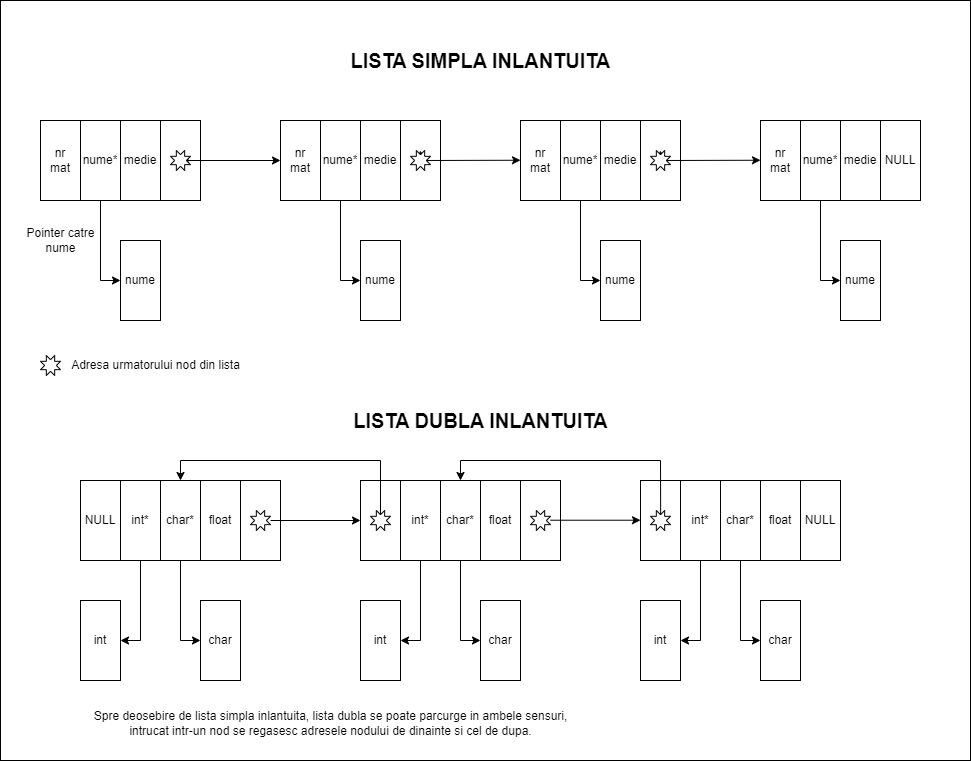 LISTA SIMPLA INLANTUITA
nr
mat
nume*
medie
nr
mat
nume*
medie
nr
mat
nume*
medie
nr
mat
nume*
medie
NULL
Pointer catre
nume
nume
nume
nume
nume
Adresa urmatorului nod din lista
LISTA DUBLA INLANTUITA
NULL
int*
char*
float
int*
char*
float
int*
char*
float
NULL
int
char
int
char
int
char
Spre deosebire de lista simpla inlantuita, lista dubla se poate parcurge in ambele sensuri,
intrucat intr-un nod se regasesc adresele nodului de dinainte si cel de dupa.